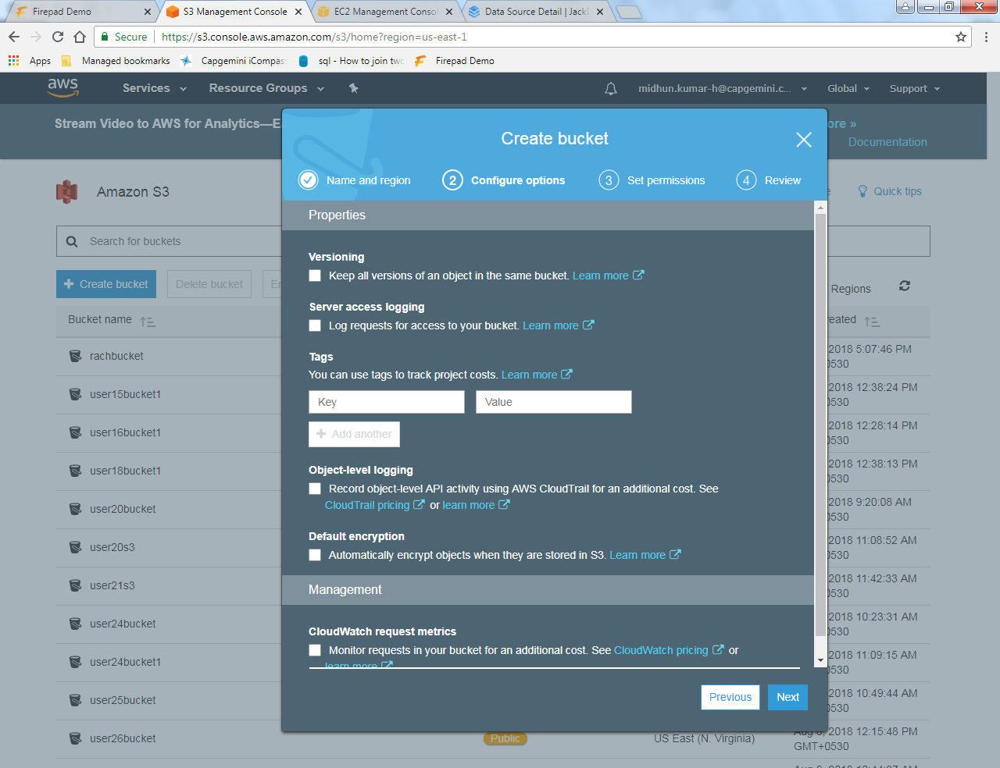 Firepad Demo
S3 Management Console
EC2 Management Conso
Data Source Detail | Jack
Secure
https://s3.console.aws.amazon.com/s3/home?region=us-east-1
Apps
Managed bookmarks
Capgemini iCompas
sql - How to join two
Firepad Demo
aws
Services
Resource Groups
midhun.kumar-h@capgemini.c...
Global
Support
Stream Video to AWS for Analytics—E
ore »
Documentation
Create bucket
Name and region
2 Configure options
3 Set permissions
4 Review
Amazon S3
Quick tips
Properties
Search for buckets
Versioning
Keep all versions of an object in the same bucket. Learn more
Create bucket
Delete bucket
En
Regions
Server access logging
Log requests for access to your bucket. Learn more
Bucket name
reated
Tags
You can use tags to track project costs. Learn more
Key
Value
Add another
Object-level logging
Record object-level API activity using AWS CloudTrail for an additional cost. See
CloudTrail pricing or learn more
Default encryption
Automatically encrypt objects when they are stored in S3. Learn more
Management
CloudWatch request metrics
Monitor requests in your bucket for an additional cost. See CloudWatch pricing or
learn more
Previous
Next
rachbucket
2018 5:07:46 PM
0530
user15bucket1
2018 12:38:24 PM
0530
user16bucket1
2018 12:28:14 PM
0530
user18bucket1
2018 12:38:13 PM
0530
user20bucket
2018 9:20:08 AM
0530
user20s3
2018 11:08:52 AM
0530
user21s3
2018 11:42:33 AM
0530
user24bucket
2018 10:23:31 AM
0530
user24bucket1
2018 11:09:15 AM
0530
user25bucket
2018 10:49:44 AM
0530
user26bucket
Public
US East (N. Virginia)
Aug 8, 2018 12:15:48 PM
GMT+0530